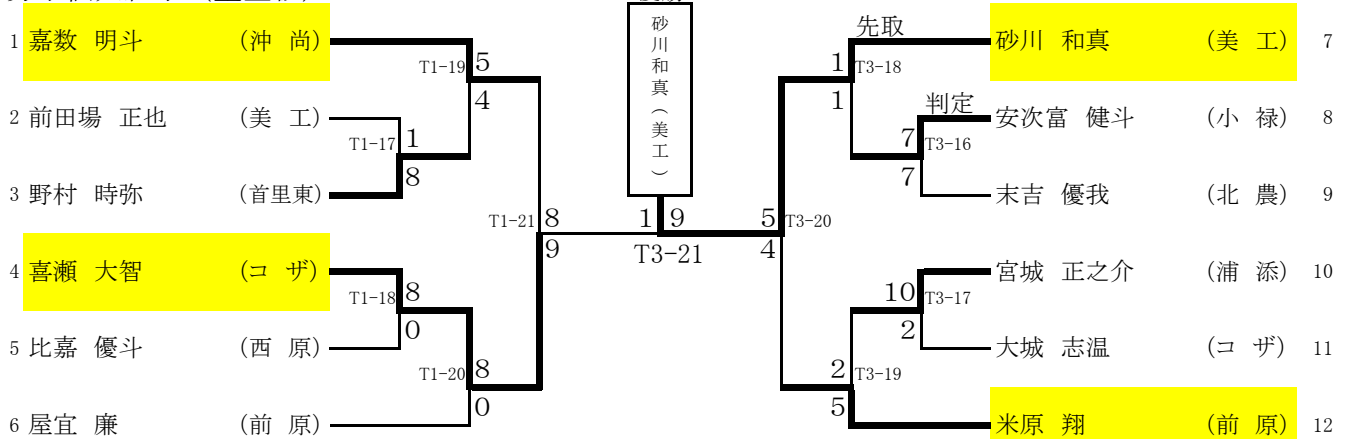 1 嘉数 明斗 (沖 尚)
T1-19 5
4
2 前田場 正也 (美 工)
T1-17 1
8
3 野村 時弥 (首里東)
T1-21 8
9
4 喜瀬 大智 (コ ザ)
T1-18 8
0
5 比嘉 優斗 (西 原)
T1-20 8
0
6 屋宜 廉 (前 原)
砂川和真(美工)
1 9
T3-21
先取
砂川 和真 (美 工) 7
1 T3-18
1
判定
安次富 健斗 (小 禄) 8
7 T3-16
7
末吉 優我 (北 農) 9
5 T3-20
4
宮城 正之介 (浦 添) 10
10 T3-17
2
大城 志温 (コ ザ) 11
2 T3-19
5
米原 翔 (前 原) 12